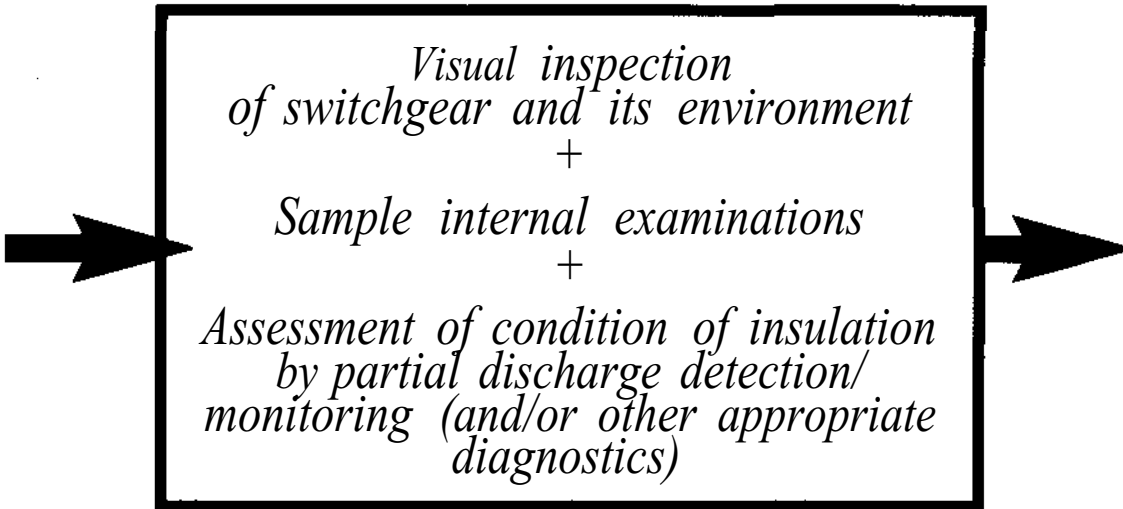 Visual inspection
of switchgear and its environment
+
Sample internal examinations
+
Assessment of condition of insulation
by partial discharge detection/
monitoring (and/or other appropriate
diagnostics)